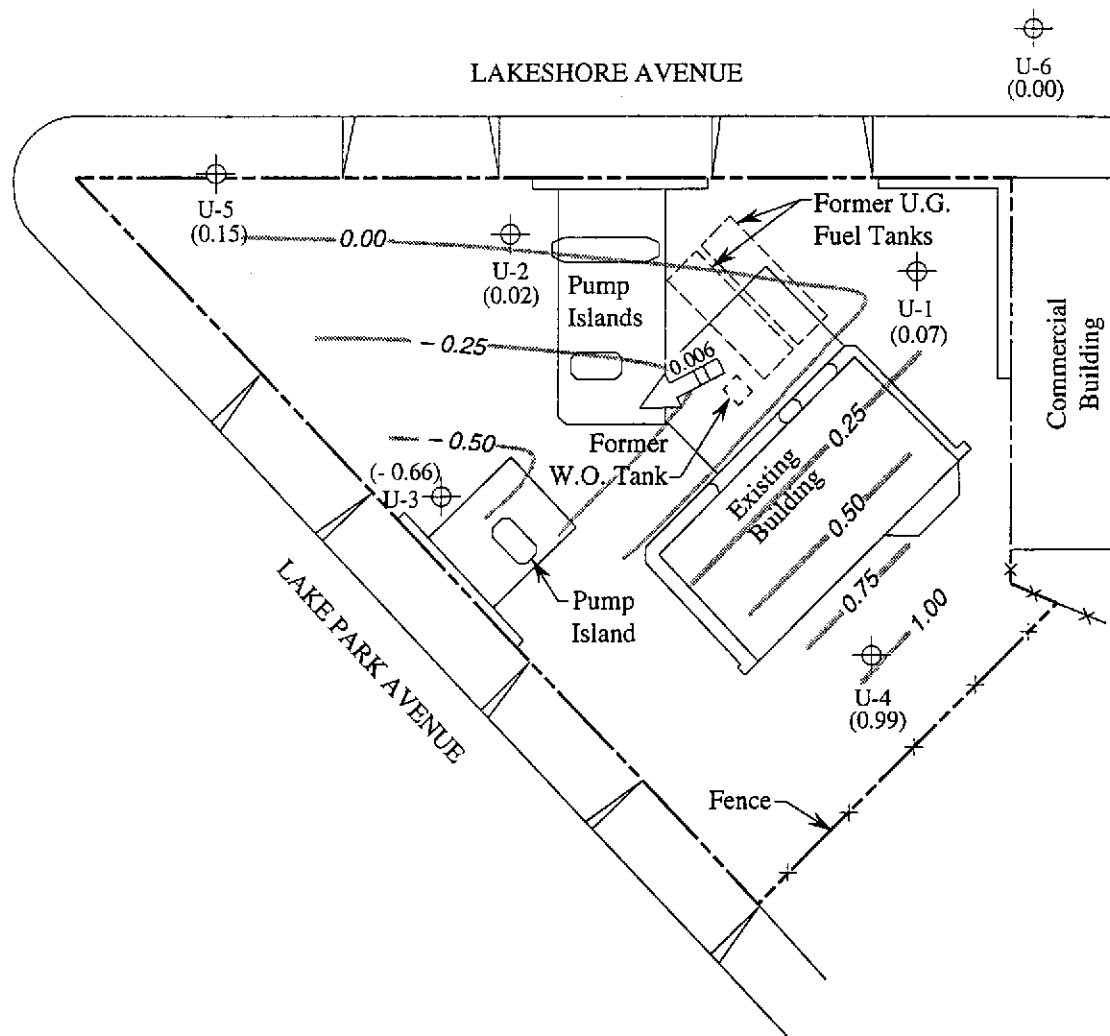 U-6
(0.00)
LAKESHORE AVENUE
U-5
(0.15)
0.00
U-2
(0.02)
Former U.G.
Fuel Tanks
U-1
(0.07)
Pump
Islands
Commercial
Building
- 0.25
0.006
Former
W.O. Tank
0.25
Existing
Building
- 0.50
(- 0.66)
U-3
0.50
0.75
1.00
Pump
Island
U-4
(0.99)
LAKE PARK AVENUE
Fence